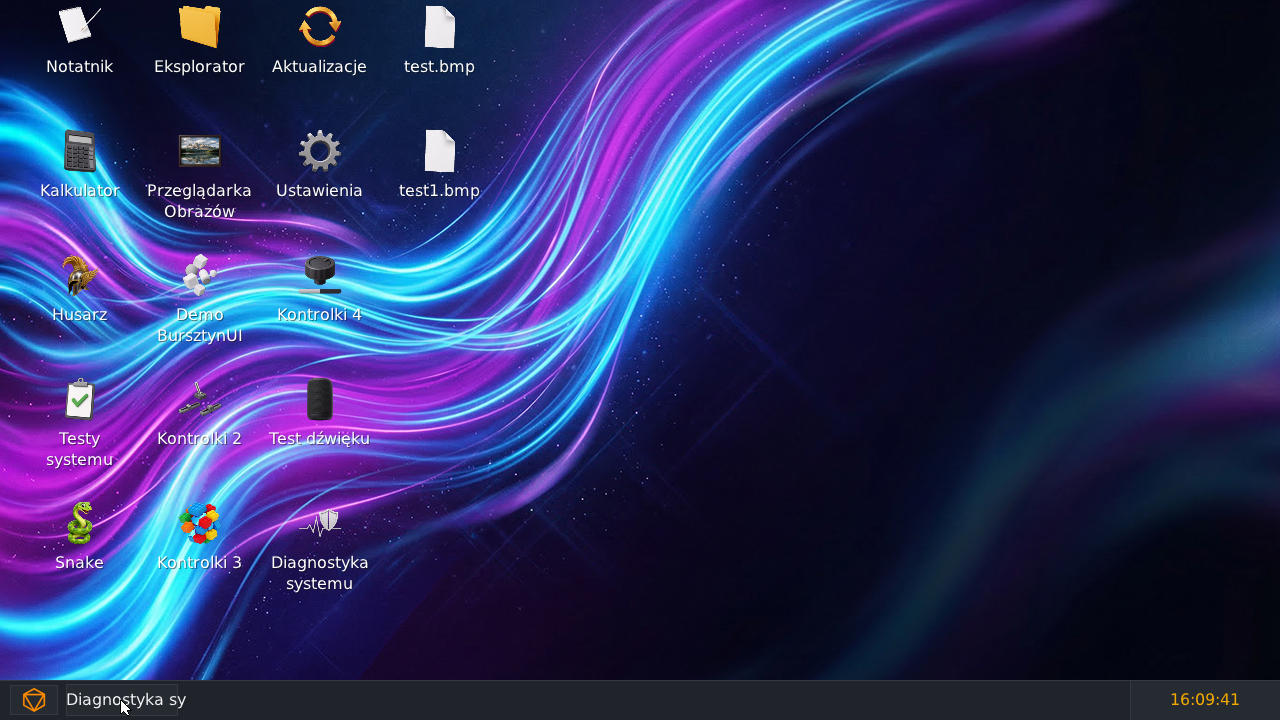 Notatnik
Eksplorator
Aktualizacje
test.bmp
Kalkulator
Przeglądarka
Obrazów
Ustawienia
test1.bmp
Husarz
Demo
BursztynUI
Kontrolki 4
Testy
systemu
Kontrolki 2
Test dźwięku
Snake
Kontrolki 3
Diagnostyka
systemu
Diagnostyka sy
16:09:41